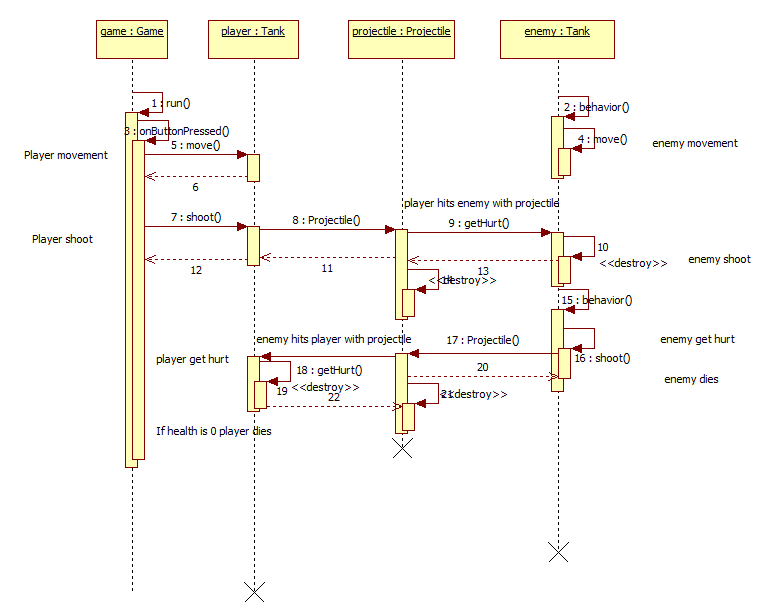 game : Game
player : Tank
projectile : Projectile
enemy : Tank
1 : run()
2 : behavior()
3 : onButtonPressed()
4 : move()
5 : move()
enemy movement
Player movement
6
player hits enemy with projectile
7 : shoot()
8 : Projectile()
9 : getHurt()
Player shoot
10
<<destroy>>
enemy shoot
11
12
13
14
<<destroy>>
15 : behavior()
enemy hits player with projectile
17 : Projectile()
enemy get hurt
player get hurt
16 : shoot()
18 : getHurt()
20
enemy dies
19
<<destroy>>
21
<<destroy>>
22
If health is 0 player dies